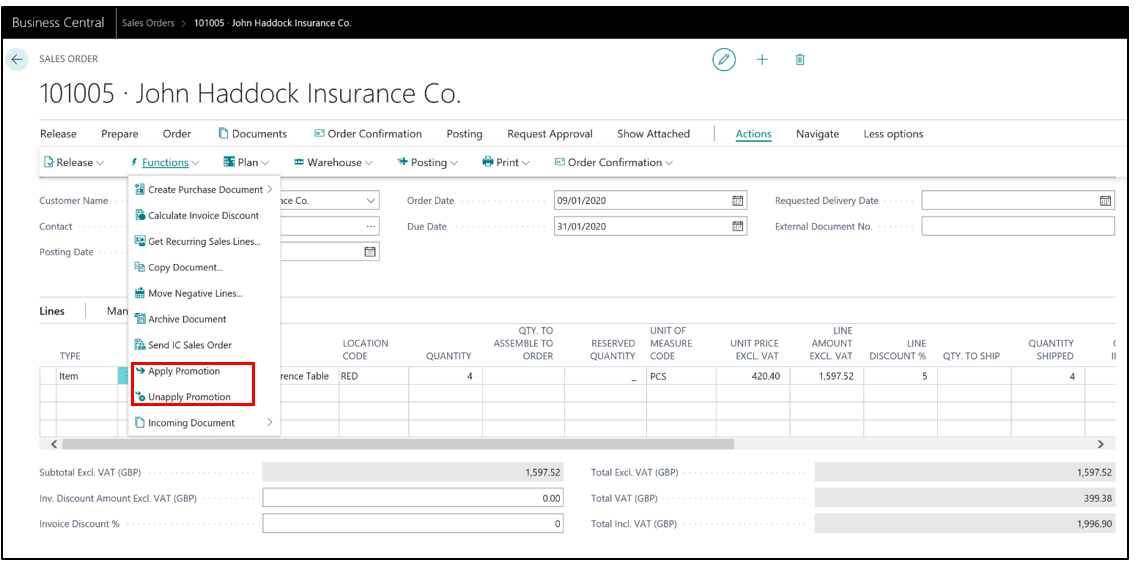 Business Central Sales Orders > 101005 · John Haddock Insurance Co.
SALES ORDER
101005 · John Haddock Insurance Co.
Release Prepare Order Documents Order Confirmation Posting Request Approval Show Attached Actions Navigate Less options
Release Functions Plan Warehouse Posting Print Order Confirmation
Create Purchase Document
Calculate Invoice Discount
Get Recurring Sales Lines...
Copy Document...
Move Negative Lines...
Archive Document
Send IC Sales Order
Apply Promotion
Unapply Promotion
Incoming Document
Customer Name nce Co. Order Date 09/01/2020 Requested Delivery Date
Contact ... Due Date 31/01/2020 External Document No.
Posting Date
Lines Man
TYPE LOCATION CODE QUANTITY QTY. TO ASSEMBLE TO ORDER RESERVED QUANTITY UNIT OF MEASURE CODE UNIT PRICE EXCL. VAT LINE AMOUNT EXCL. VAT LINE DISCOUNT % QTY. TO SHIP QUANTITY SHIPPED
Item rence Table RED 4 _ PCS 420.40 1,597.52 5 4
Subtotal Excl. VAT (GBP) 1,597.52 Total Excl. VAT (GBP) 1,597.52
Inv. Discount Amount Excl. VAT (GBP) 0.00 Total VAT (GBP) 399.38
Invoice Discount % 0 Total Incl. VAT (GBP) 1,996.90